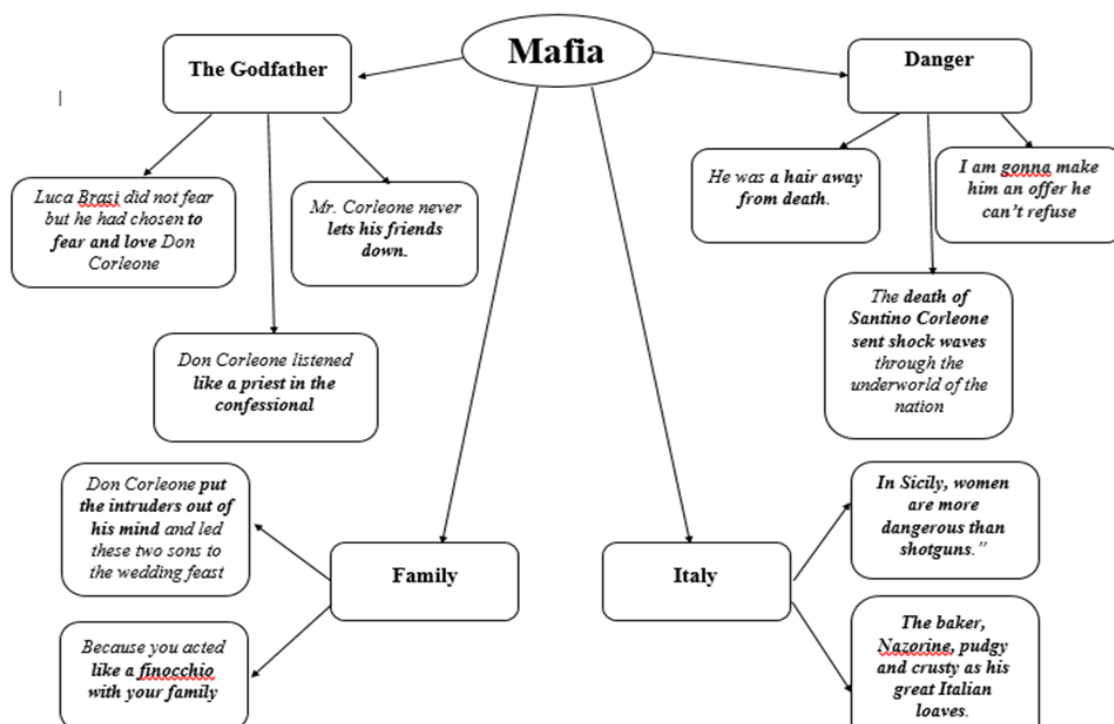 Mafia
The Godfather
Danger
Luca Brasi did not fear
but he had chosen to
fear and love Don
Corleone
Mr. Corleone never
lets his friends
down.
Don Corleone listened
like a priest in the
confessional
He was a hair away
from death.
I am gonna make
him an offer he
can't refuse
The death of
Santino Corleone
sent shock waves
through the
underworld of the
nation
Don Corleone put
the intruders out of
his mind and led
these two sons to
the wedding feast
Family
Because you acted
like a finocchio
with your family
Italy
In Sicily, women
are more
dangerous than
shotguns.”
The baker,
Nazorine, pudgy
and crusty as his
great Italian
loaves.